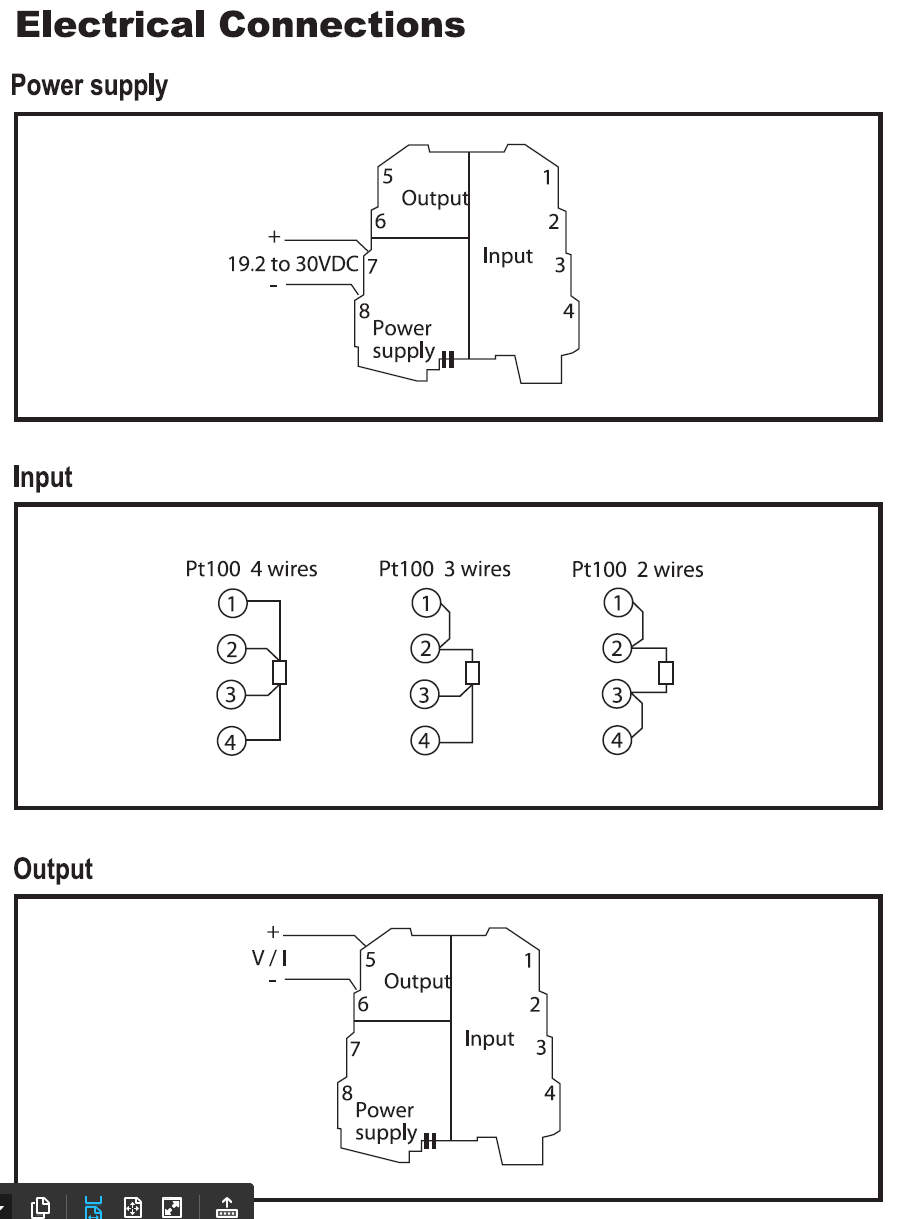 Electrical Connections
Power supply
5
1
Output
6
2
+
Input
19.2 to 30VDC
7
3
-
8
4
Power
supply
Input
Pt100 4 wires
Pt100 3 wires
Pt100 2 wires
1
1
1
2
2
2
3
3
3
4
4
4
Output
+
V / I
5
1
-
Output
6
2
Input
7
3
8
4
Power
supply